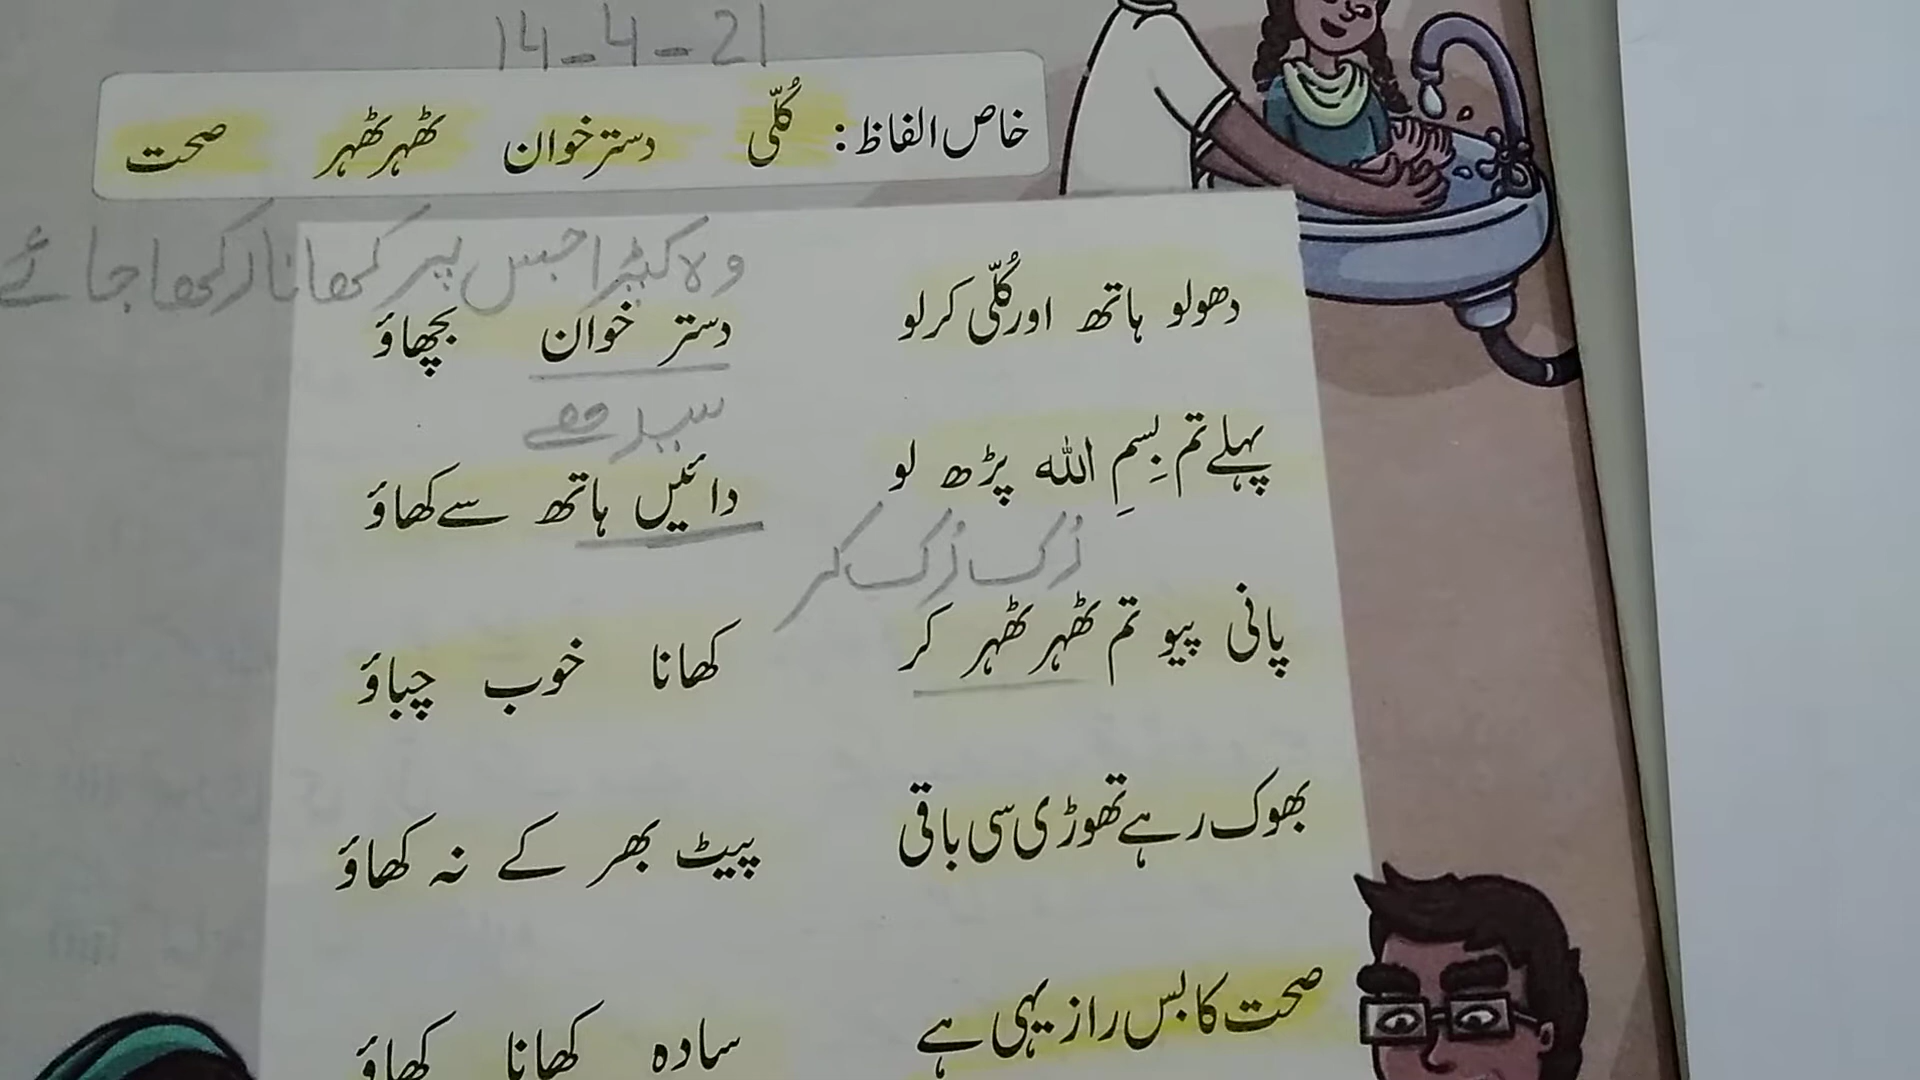 14-4-21
خاص الفاظ: کُلّی دسترخوان ٹھہر ٹھہر صحت
وہ کپڑا جس پر کھانا رکھا جائے
دھولو ہاتھ اور کُلّی کرلو دستر خوان بچھاؤ
سیدھے
پہلے تم بِسمِ اللہ پڑھ لو دائیں ہاتھ سے کھاؤ
رُک رُک کر
پانی پیو تم ٹھہر ٹھہر کر کھانا خوب چباؤ
بھوک رہے تھوڑی سی باقی پیٹ بھر کے نہ کھاؤ
صحت کا بس راز یہی ہے سادہ کھانا کھاؤ